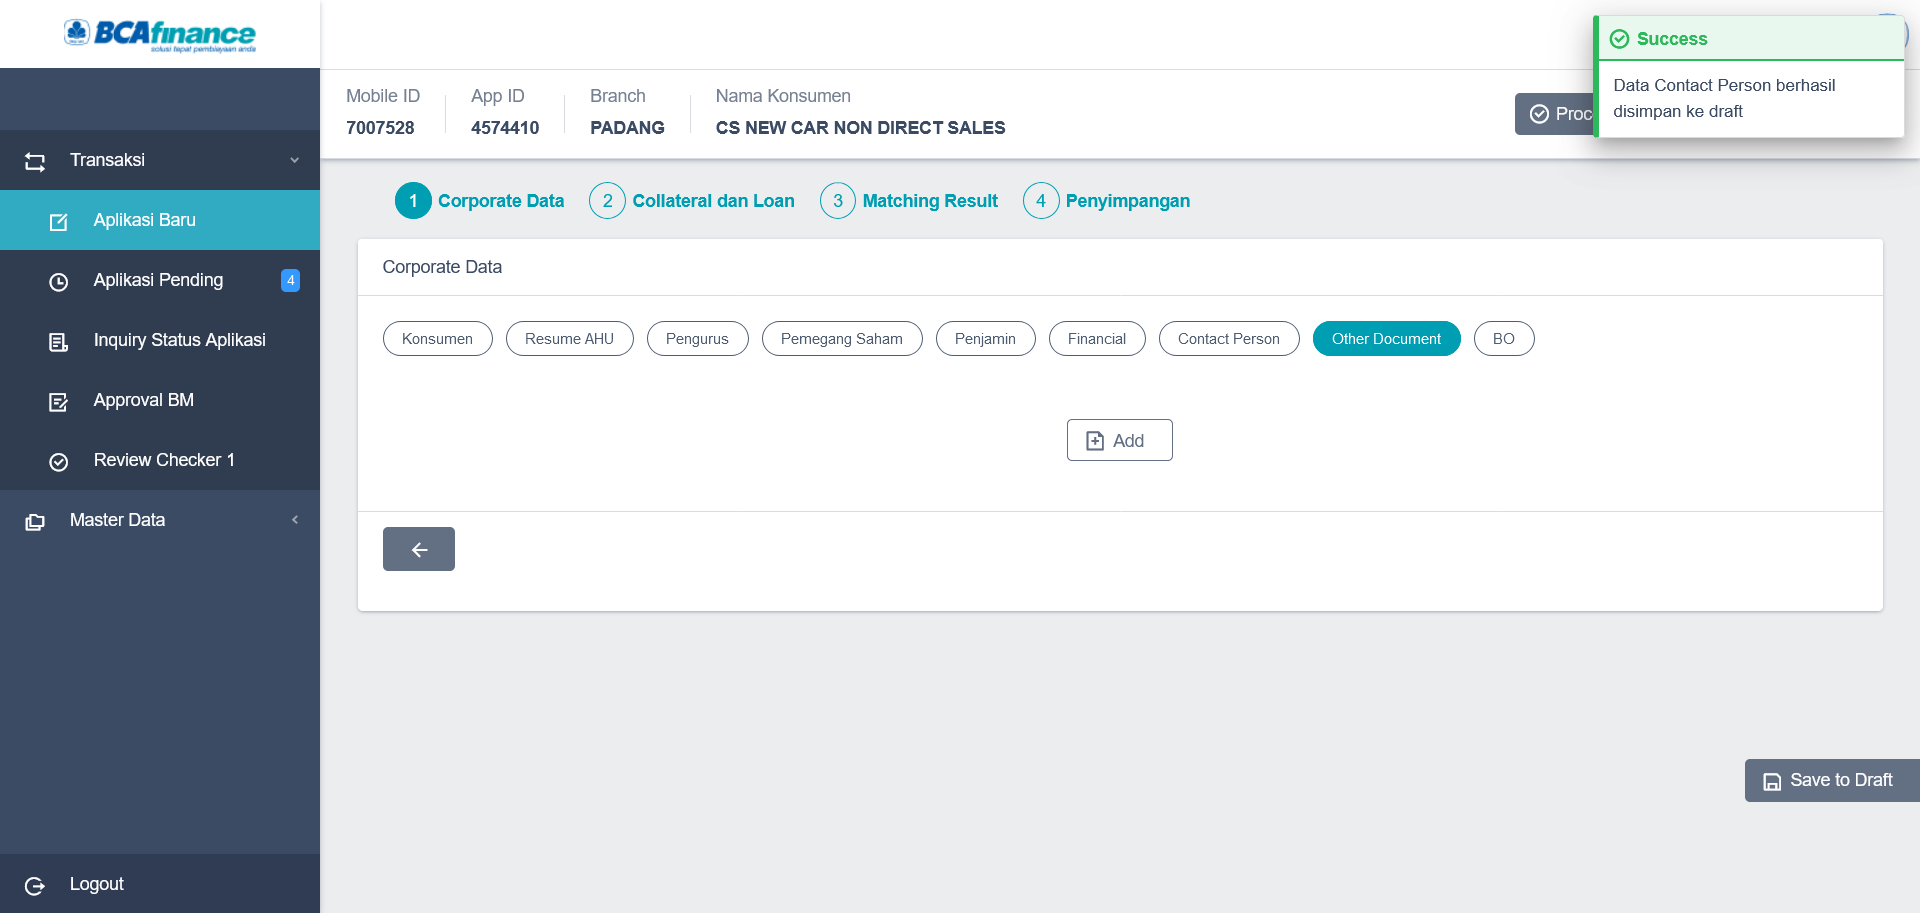 BCAfinance
solusi tepat pembiayaan anda
Transaksi
Aplikasi Baru
Aplikasi Pending
4
Inquiry Status Aplikasi
Approval BM
Review Checker 1
Master Data
Logout
Mobile ID
7007528
App ID
4574410
Branch
PADANG
Nama Konsumen
CS NEW CAR NON DIRECT SALES
Success
Data Contact Person berhasil
disimpan ke draft
1 Corporate Data
2 Collateral dan Loan
3 Matching Result
4 Penyimpangan
Corporate Data
Konsumen
Resume AHU
Pengurus
Pemegang Saham
Penjamin
Financial
Contact Person
Other Document
BO
Add
Save to Draft